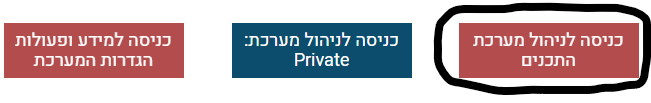 כניסה לניהול מערכת
התכנים
כניסה לניהול מערכת:
Private
כניסה למידע ופעולות
הגדרות המערכת